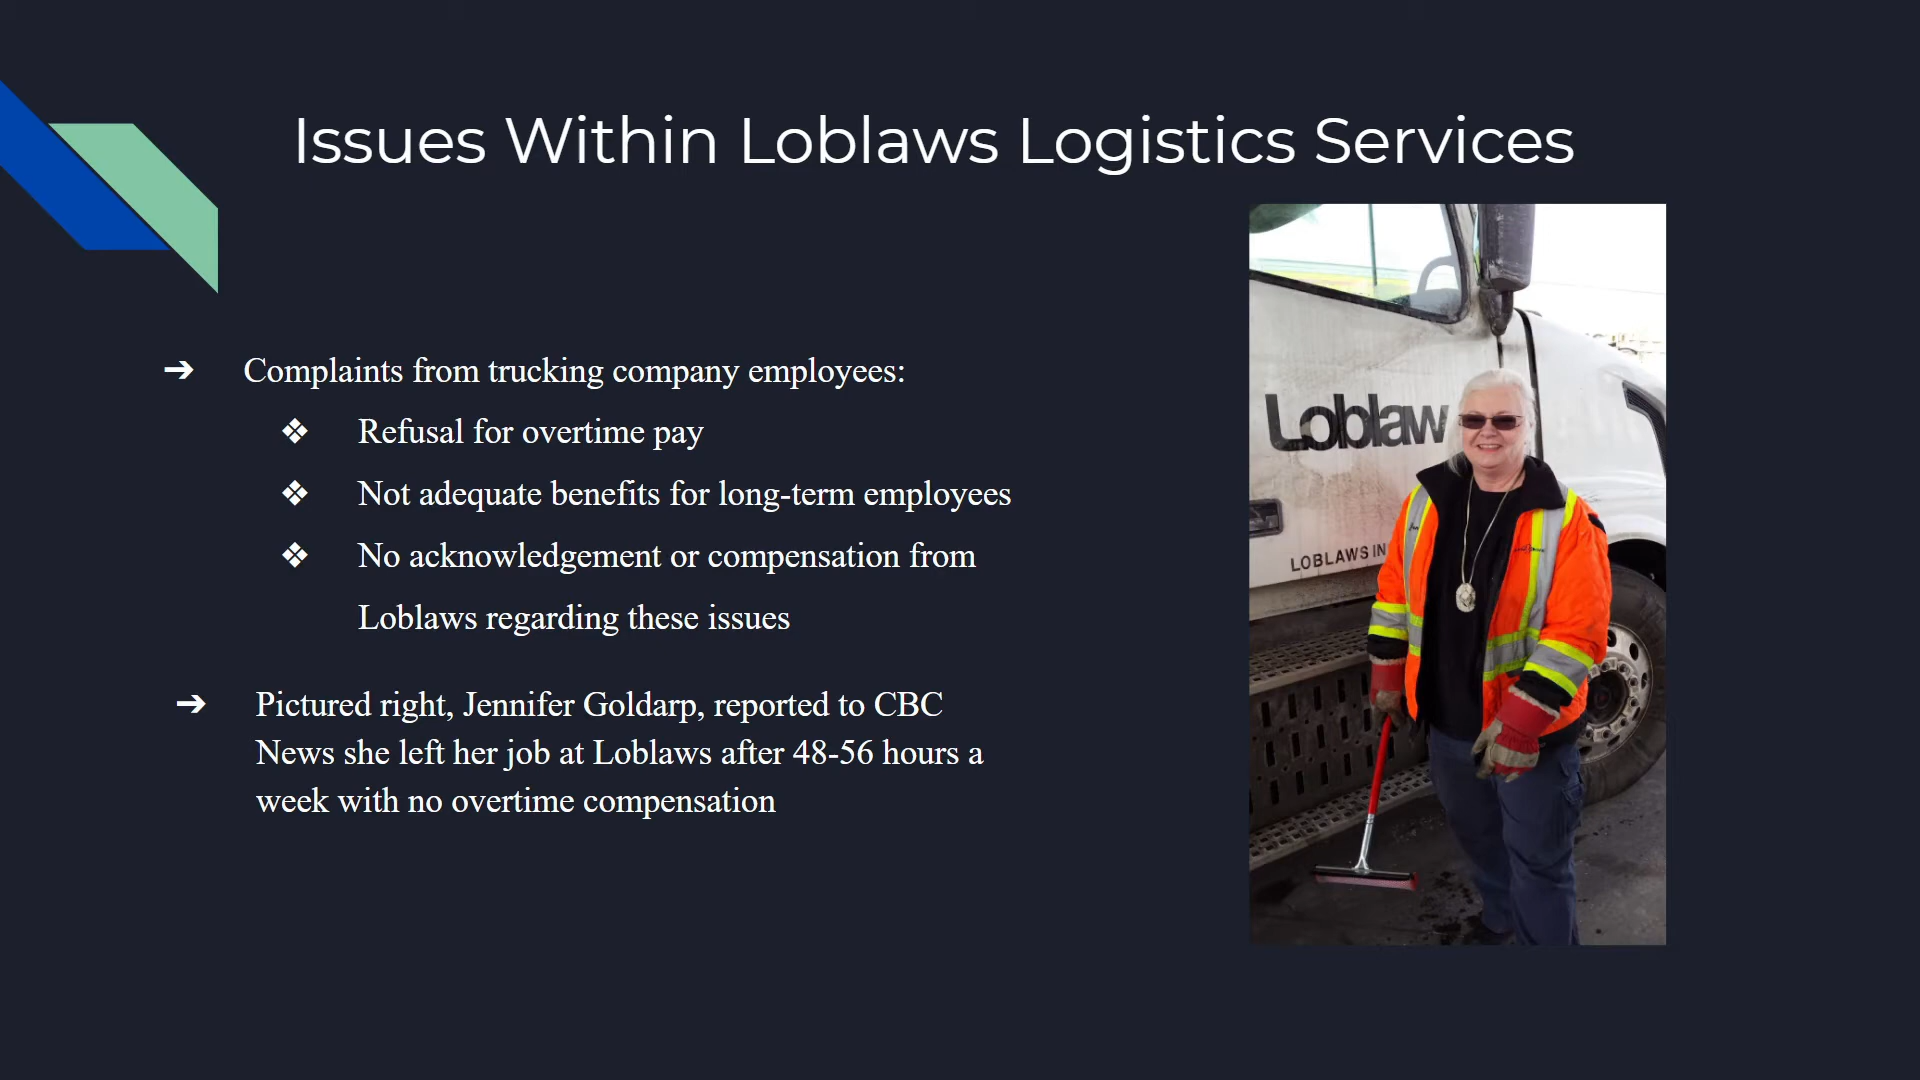 Issues Within Loblaws Logistics Services
➔ Complaints from trucking company employees:
❖ Refusal for overtime pay
❖ Not adequate benefits for long-term employees
❖ No acknowledgement or compensation from
Loblaws regarding these issues
➔ Pictured right, Jennifer Goldarp, reported to CBC
News she left her job at Loblaws after 48-56 hours a
week with no overtime compensation
Loblaw
LOBLAWS IN